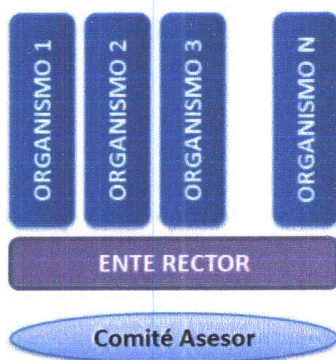 ORGANISMO 1
ORGANISMO 2
ORGANISMO 3
ORGANISMO N
ENTE RECTOR
Comité Asesor